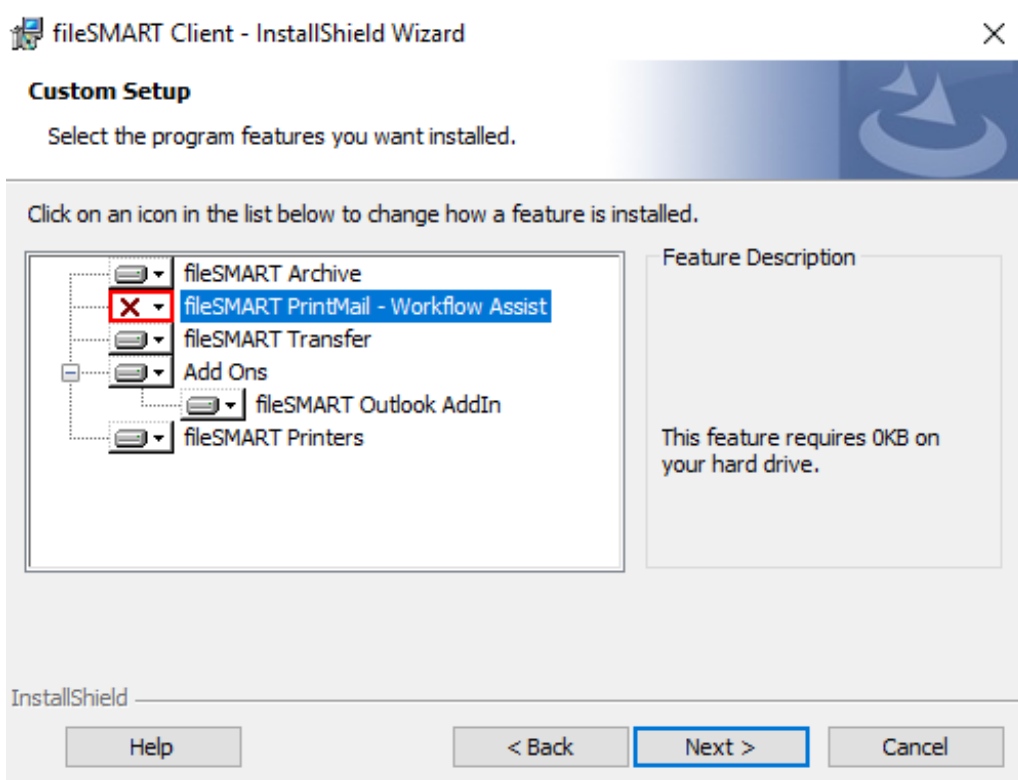 fileSMART Client - InstallShield Wizard
Custom Setup
Select the program features you want installed.
Click on an icon in the list below to change how a feature is installed.
fileSMART Archive
fileSMART PrintMail - Workflow Assist
fileSMART Transfer
Add Ons
fileSMART Outlook AddIn
fileSMART Printers
Feature Description
This feature requires 0KB on
your hard drive.
InstallShield
Help
< Back
Next >
Cancel